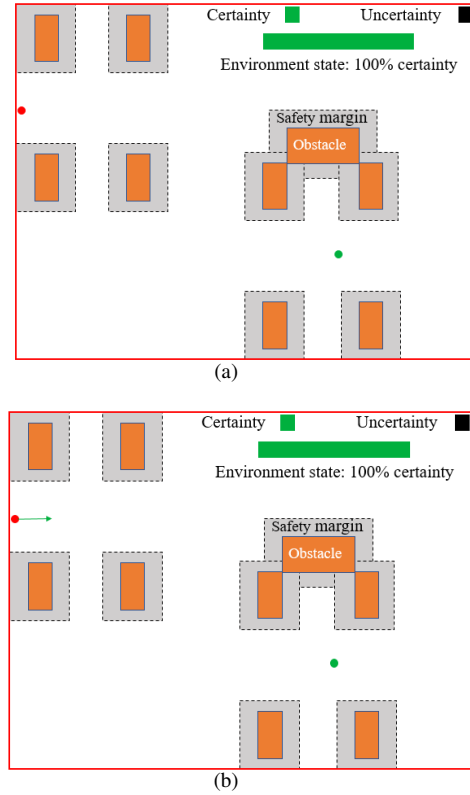 Certainty Uncertainty
Environment state: 100% certainty
Safety margin
Obstacle
(a)
Certainty Uncertainty
Environment state: 100% certainty
Safety margin
Obstacle
(b)